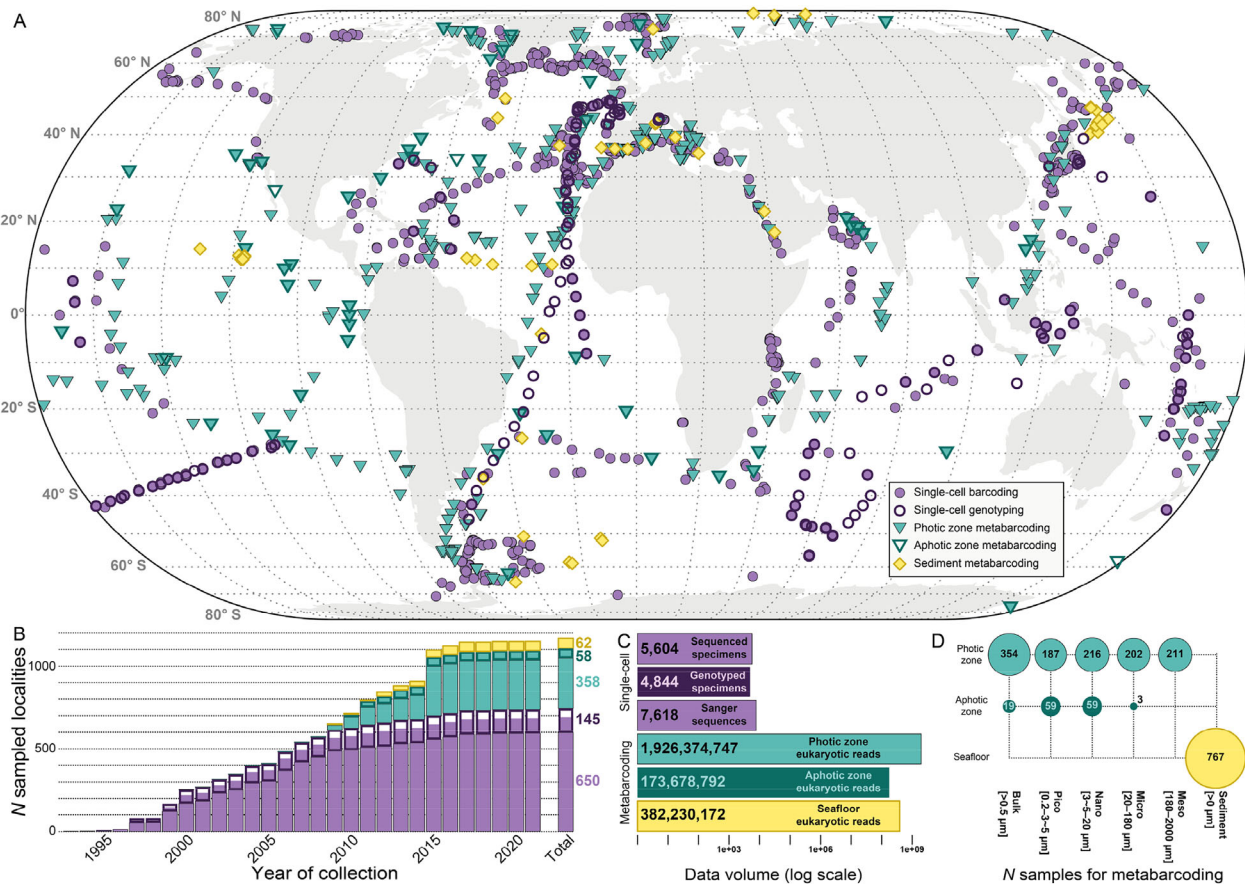 A
80° N
60° N
40° N
20° N
0°
20° S
40° S
60° S
80° S
Single-cell barcoding
Single-cell genotyping
Photic zone metabarcoding
Aphotic zone metabarcoding
Sediment metabarcoding
B
N sampled localities
1000
500
0
1995
2000
2005
2010
2015
2020
Total
62
58
358
145
650
Year of collection
C
Single-cell
Metabarcoding
5,604 Sequenced specimens
4,844 Genotyped specimens
7,618 Sanger sequences
1,926,374,747 Photic zone eukaryotic reads
173,678,792 Aphotic zone eukaryotic reads
382,230,172 Seafloor eukaryotic reads
1e+03
1e+06
1e+09
Data volume (log scale)
D
Photic zone
354
187
216
202
211
Aphotic zone
19
59
59
3
Seafloor
767
Bulk [>0.5 µm]
Pico [0.2–3~5 µm]
Nano [3~5–20 µm]
Micro [20–180 µm]
Meso [180–2000 µm]
Sediment [>0 µm]
N samples for metabarcoding